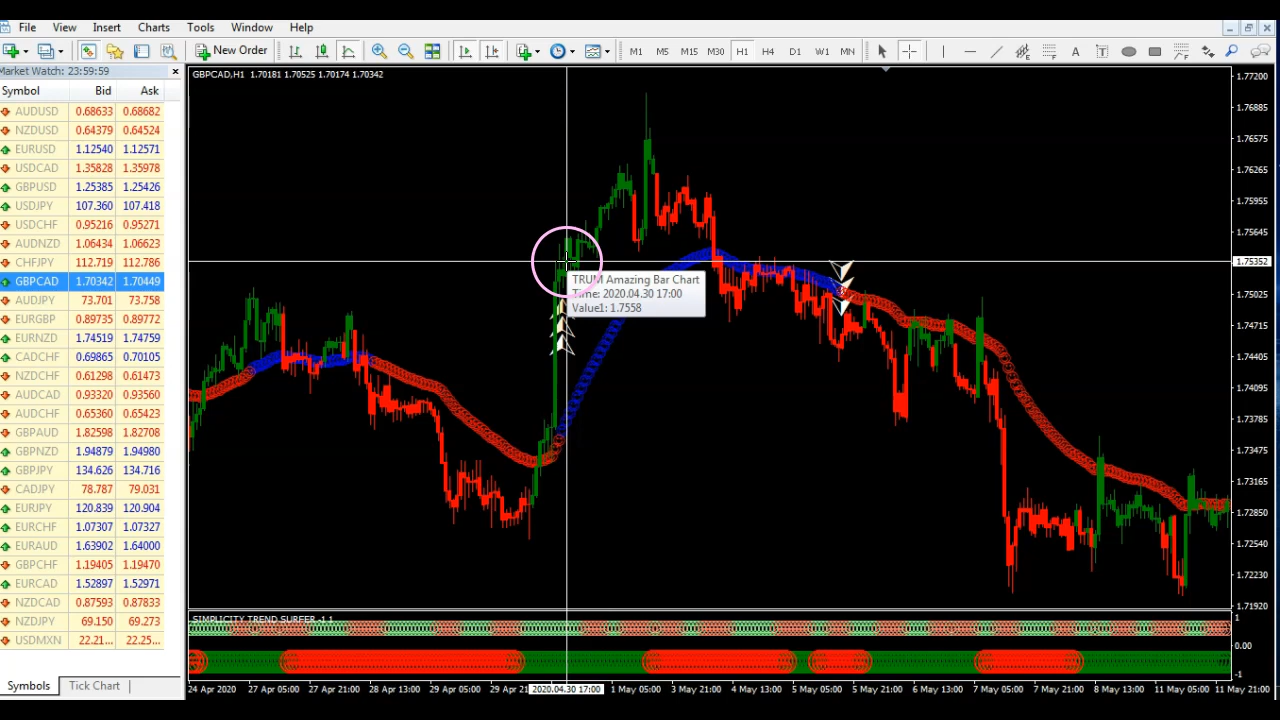 File View Insert Charts Tools Window Help
New Order M1 M5 M15 M30 H1 H4 D1 W1 MN A T
Market Watch: 23:59:59
Symbol Bid Ask
AUDUSD 0.68633 0.68682
NZDUSD 0.64379 0.64524
EURUSD 1.12540 1.12571
USDCAD 1.35828 1.35978
GBPUSD 1.25385 1.25426
USDJPY 107.360 107.418
USDCHF 0.95216 0.95271
AUDNZD 1.06434 1.06623
CHFJPY 112.719 112.786
GBPCAD 1.70342 1.70449
AUDJPY 73.701 73.758
EURGBP 0.89735 0.89772
EURNZD 1.74519 1.74759
CADCHF 0.69865 0.70105
NZDCHF 0.61298 0.61473
AUDCAD 0.93320 0.93560
AUDCHF 0.65360 0.65423
GBPAUD 1.82598 1.82708
GBPNZD 1.94879 1.94980
GBPJPY 134.626 134.716
CADJPY 78.787 79.031
EURJPY 120.839 120.904
EURCHF 1.07307 1.07327
EURAUD 1.63902 1.64000
GBPCHF 1.19405 1.19470
EURCAD 1.52897 1.52971
NZDCAD 0.87593 0.87833
NZDJPY 69.150 69.273
USDMXN 22.21... 22.25...
Symbols Tick Chart
GBPCAD,H1 1.70181 1.70525 1.70174 1.70342
TRUM Amazing Bar Chart
Time: 2020.04.30 17:00
Value1: 1.7558
1.77200
1.76885
1.76575
1.76265
1.75955
1.75645
1.75352
1.75025
1.74715
1.74405
1.74095
1.73785
1.73475
1.73165
1.72850
1.72540
1.72230
1.71920
SIMPLICITY TREND SURFER -1 1
1
0.00
-1
24 Apr 2020 27 Apr 05:00 27 Apr 21:00 28 Apr 13:00 29 Apr 05:00 29 Apr 21 2020.04.30 17:00 1 May 05:00 3 May 21:00 4 May 13:00 5 May 05:00 5 May 21:00 6 May 13:00 7 May 05:00 7 May 21:00 8 May 13:00 11 May 05:00 11 May 21:00